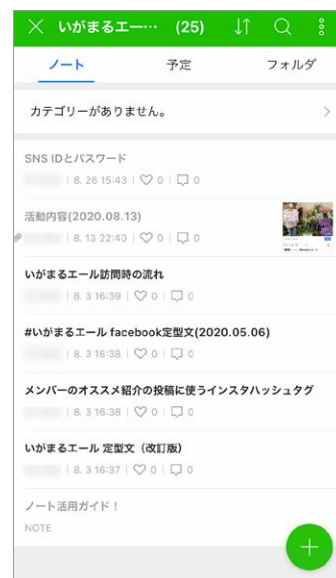 いがまるエー… (25)
ノート 予定 フォルダ
カテゴリーがありません。
SNS IDとパスワード
8. 26 15:43 0 0
活動内容(2020.08.13)
8. 13 22:40 0 0
いがまるエール訪問時の流れ
8. 3 16:39 0 0
#いがまるエール facebook定型文(2020.05.06)
8. 3 16:38 0 0
メンバーのオススメ紹介の投稿に使うインスタハッシュタグ
8. 3 16:38 0 0
いがまるエール 定型文（改訂版)
8. 3 16:37 0 0
ノート活用ガイド！
NOTE